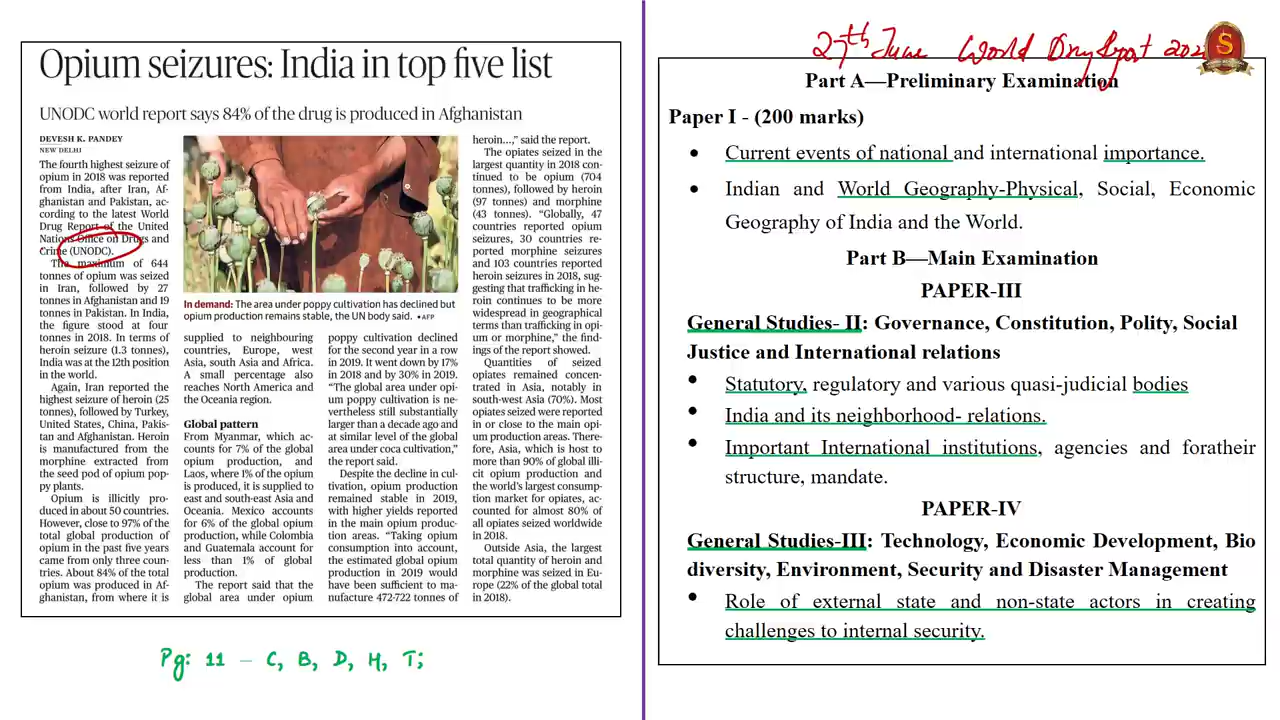 Opium seizures: India in top five list
UNODC world report says 84% of the drug is produced in Afghanistan
DEVESH K. PANDEY
NEW DELHI
The fourth highest seizure of
opium in 2018 was reported
from India, after Iran, Af-
ghanistan and Pakistan, ac-
cording to the latest World
Drug Report of the United
Nations Office on Drugs and
Crime (UNODC).
The maximum of 644
tonnes of opium was seized
in Iran, followed by 27
tonnes in Afghanistan and 19
tonnes in Pakistan. In India,
the figure stood at four
tonnes in 2018. In terms of
heroin seizure (1.3 tonnes),
India was at the 12th position
in the world.
Again, Iran reported the
highest seizure of heroin (25
tonnes), followed by Turkey,
United States, China, Pakis-
tan and Afghanistan. Heroin
is manufactured from the
morphine extracted from
the seed pod of opium pop-
py plants.
Opium is illicitly pro-
duced in about 50 countries.
However, close to 97% of the
total global production of
opium in the past five years
came from only three coun-
tries. About 84% of the total
opium was produced in Af-
ghanistan, from where it is
In demand: The area under poppy cultivation has declined but
opium production remains stable, the UN body said. •AFP
supplied to neighbouring
countries, Europe, west
Asia, south Asia and Africa.
A small percentage also
reaches North America and
the Oceania region.
Global pattern
From Myanmar, which ac-
counts for 7% of the global
opium production, and
Laos, where 1% of the opium
is produced, it is supplied to
east and south-east Asia and
Oceania. Mexico accounts
for 6% of the global opium
production, while Colombia
and Guatemala account for
less than 1% of global
production.
The report said that the
global area under opium
poppy cultivation declined
for the second year in a row
in 2019. It went down by 17%
in 2018 and by 30% in 2019.
“The global area under opi-
um poppy cultivation is ne-
vertheless still substantially
larger than a decade ago and
at similar level of the global
area under coca cultivation,”
the report said.
Despite the decline in cul-
tivation, opium production
remained stable in 2019,
with higher yields reported
in the main opium produc-
tion areas. “Taking opium
consumption into account,
the estimated global opium
production in 2019 would
have been sufficient to ma-
nufacture 472-722 tonnes of
heroin...,” said the report.
The opiates seized in the
largest quantity in 2018 con-
tinued to be opium (704
tonnes), followed by heroin
(97 tonnes) and morphine
(43 tonnes). “Globally, 47
countries reported opium
seizures, 30 countries re-
ported morphine seizures
and 103 countries reported
heroin seizures in 2018, sug-
gesting that trafficking in he-
roin continues to be more
widespread in geographical
terms than trafficking in opi-
um or morphine,” the find-
ings of the report showed.
Quantities of seized
opiates remained concen-
trated in Asia, notably in
south-west Asia (70%). Most
opiates seized were reported
in or close to the main opi-
um production areas. There-
fore, Asia, which is host to
more than 90% of global illi-
cit opium production and
the world's largest consump-
tion market for opiates, ac-
counted for almost 80% of
all opiates seized worldwide
in 2018.
Outside Asia, the largest
total quantity of heroin and
morphine was seized in Eu-
rope (22% of the global total
in 2018).
Pg: 11 – C, B, D, H, T;
27th June World Drug Report
S
Part A—Preliminary Examination
Paper I - (200 marks)
• Current events of national and international importance.
• Indian and World Geography-Physical, Social, Economic
Geography of India and the World.
Part B—Main Examination
PAPER-III
General Studies- II: Governance, Constitution, Polity, Social
Justice and International relations
• Statutory, regulatory and various quasi-judicial bodies
• India and its neighborhood- relations.
• Important International institutions, agencies and foratheir
structure, mandate.
PAPER-IV
General Studies-III: Technology, Economic Development, Bio
diversity, Environment, Security and Disaster Management
• Role of external state and non-state actors in creating
challenges to internal security.